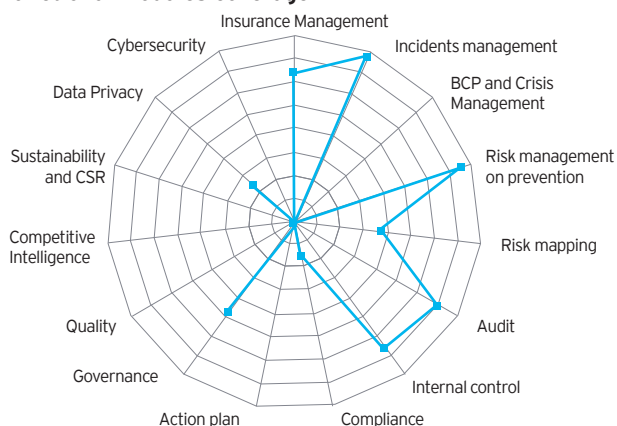 Insurance Management
Cybersecurity
Incidents management
Data Privacy
BCP and Crisis
Management
Sustainability
and CSR
Risk management
on prevention
Competitive
Intelligence
Risk mapping
Quality
Audit
Governance
Internal control
Action plan
Compliance